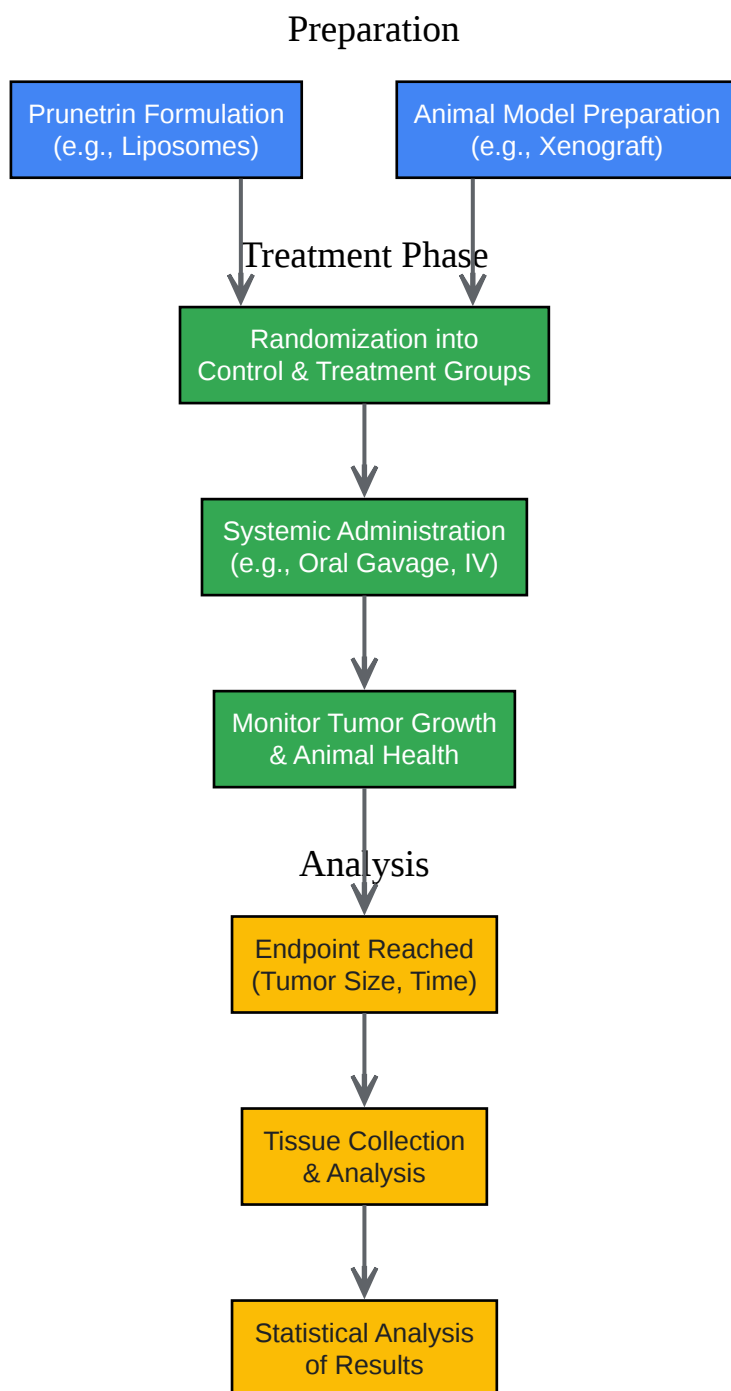 Preparation
Prunetrin Formulation
(e.g., Liposomes)
Animal Model Preparation
(e.g., Xenograft)
Treatment Phase
Randomization into
Control & Treatment Groups
Systemic Administration
(e.g., Oral Gavage, IV)
Monitor Tumor Growth
& Animal Health
Analysis
Endpoint Reached
(Tumor Size, Time)
Tissue Collection
& Analysis
Statistical Analysis
of Results